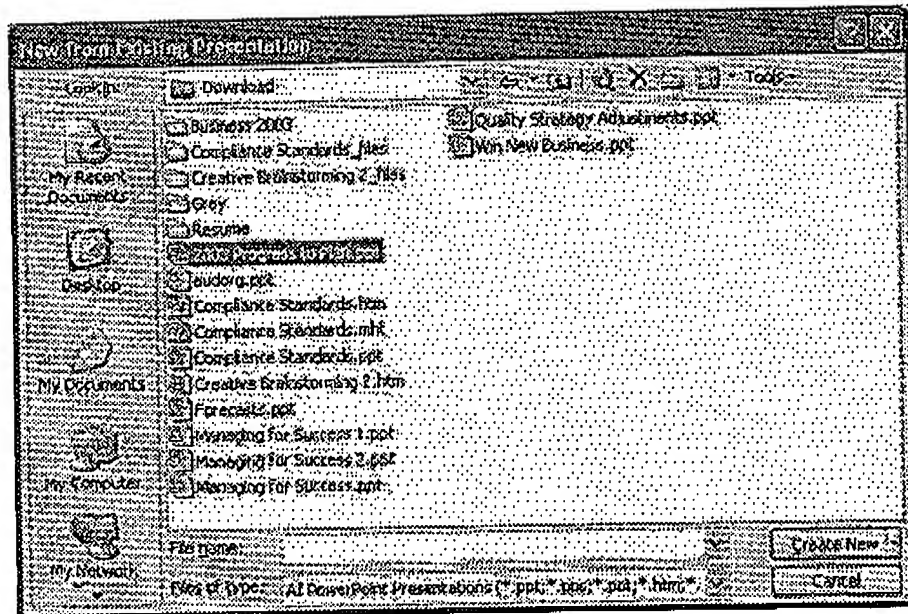 New from Existing Presentation
Look in:
Download
Tools
My Recent Documents
Desktop
My Documents
My Computer
My Network
Business 2003
Compliance Standards_files
Creative Brainstorming 2_files
Grey
Resume
audorg.ppt
Compliance Standards.htm
Compliance Standards.mht
Compliance Standards.ppt
Creative Brainstorming 2.htm
Forecasts.ppt
Managing For Success 1.ppt
Managing For Success 2.ppt
Managing For Success.ppt
Quality Strategy Adjustments.ppt
Win New Business.ppt
File name:
Files of type:
All PowerPoint Presentations (*.ppt;*.pps;*.pot;*.htm;*
Create New
Cancel